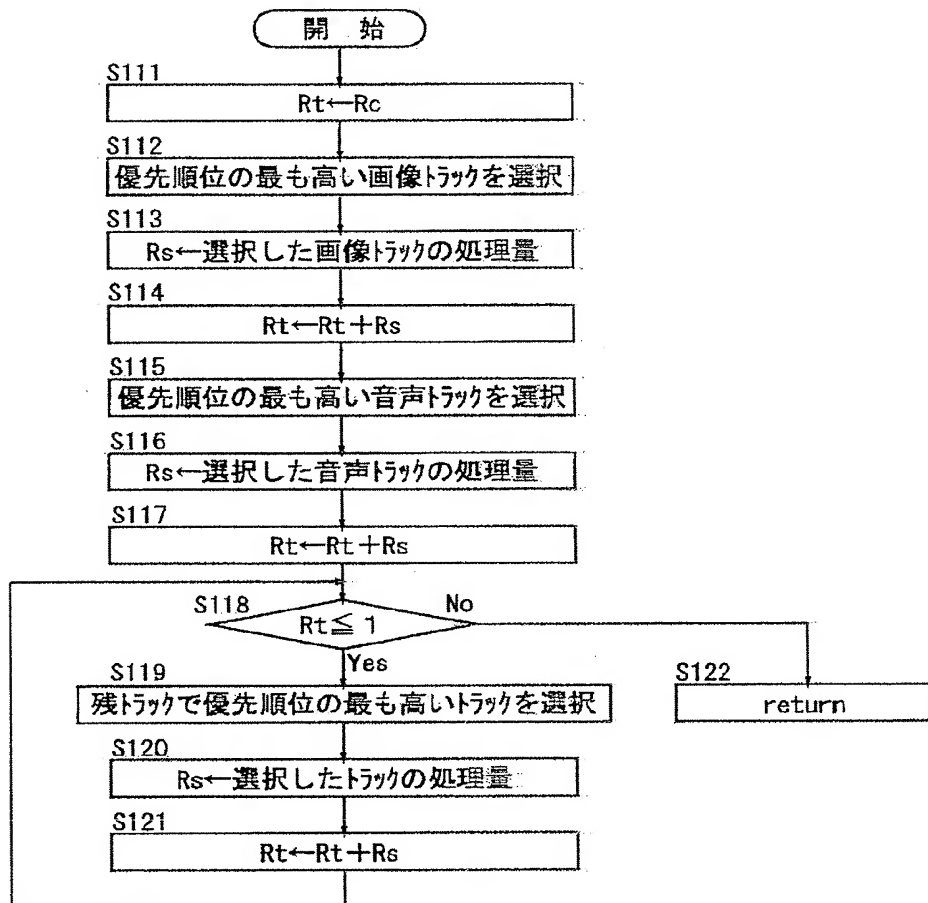 開 始
S111
Rt←Rc
S112
優先順位の最も高い画像トラックを選択
S113
Rs←選択した画像トラックの処理量
S114
Rt←Rt+Rs
S115
優先順位の最も高い音声トラックを選択
S116
Rs←選択した音声トラックの処理量
S117
Rt←Rt+Rs
S118
Rt≦1
No
Yes
S119
残トラックで優先順位の最も高いトラックを選択
S122
return
S120
Rs←選択したトラックの処理量
S121
Rt←Rt+Rs